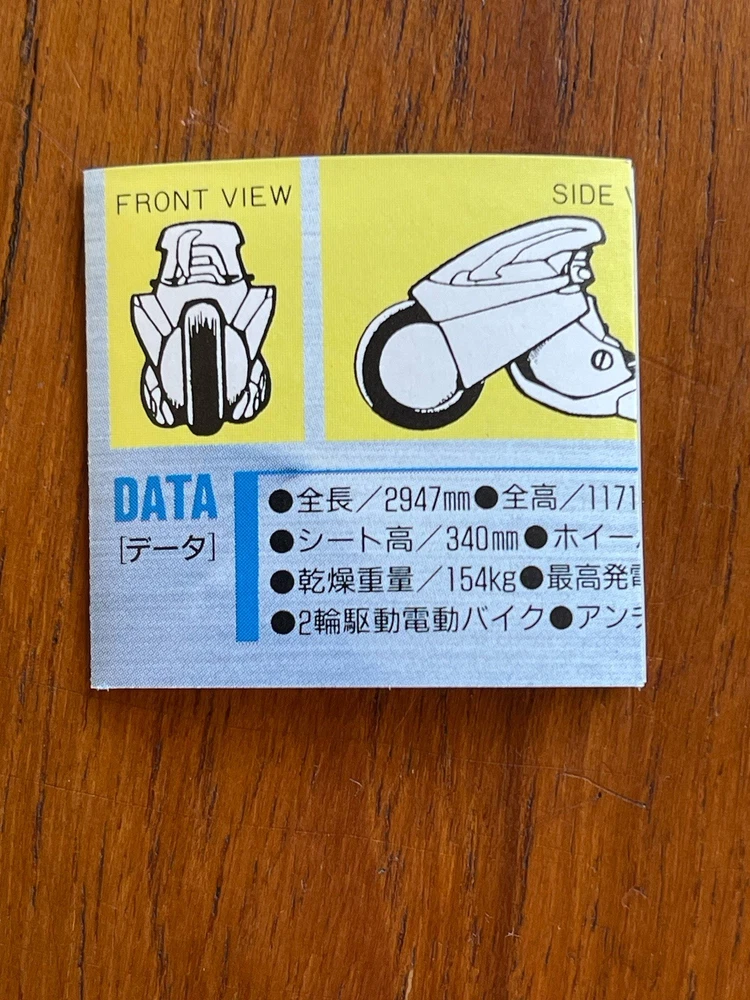 FRONT VIEW
SIDE
DATA
[データ]
●全長／2947mm●全高／1171
●シート高／340mm●ホイー
●乾燥重量／154kg●最高発
●2輪駆動電動バイク●アン